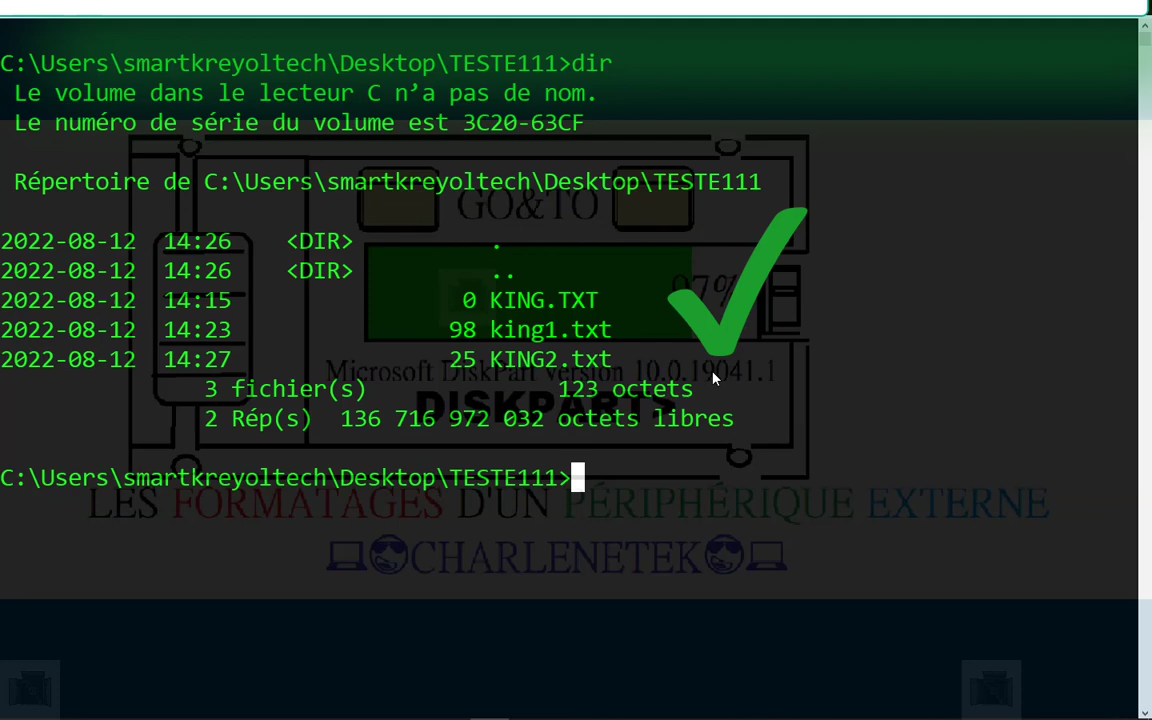 C:\Users\smartkreyoltech\Desktop\TESTE111>dir
Le volume dans le lecteur C n’a pas de nom.
Le numéro de série du volume est 3C20-63CF
Répertoire de C:\Users\smartkreyoltech\Desktop\TESTE111
GO&TO
2022-08-12 14:26 <DIR> .
2022-08-12 14:26 <DIR> ..
97%
2022-08-12 14:15 0 KING.TXT
2022-08-12 14:23 98 king1.txt
2022-08-12 14:27 25 KING2.txt
Microsoft DiskPart version 10.0.19041.1
3 fichier(s) 123 octets
DISKPARTS
2 Rép(s) 136 716 972 032 octets libres
C:\Users\smartkreyoltech\Desktop\TESTE111>
LES FORMATAGES D'UN PÉRIPHÉRIQUE EXTERNE
CHARLENETEK